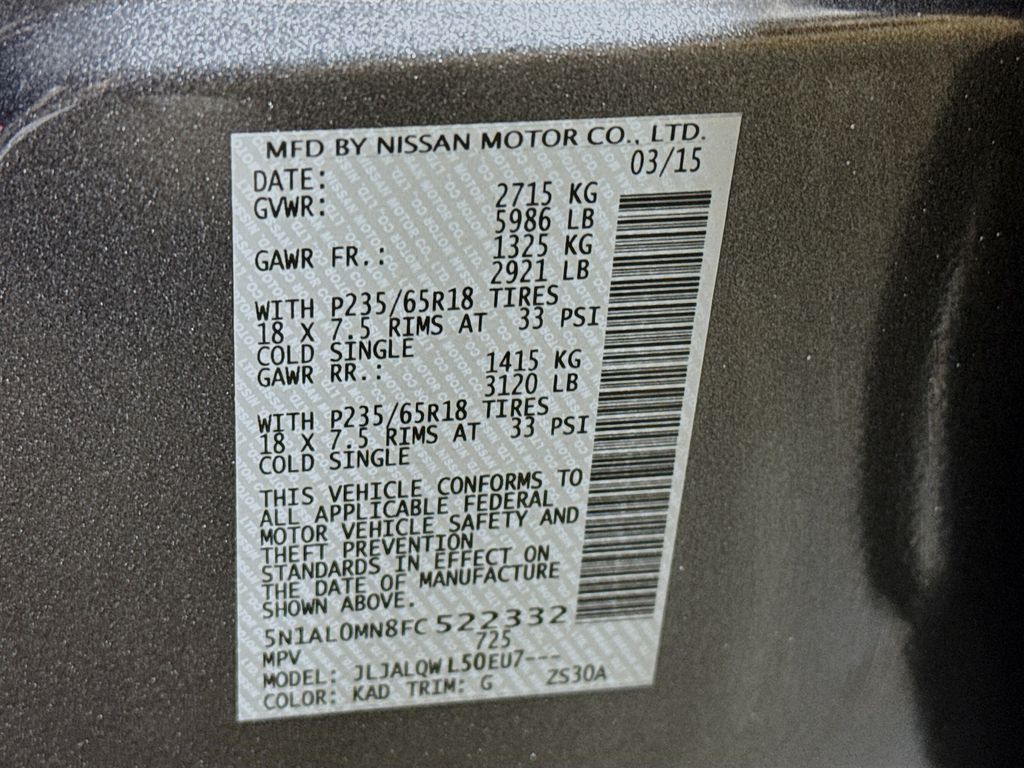 MFD BY NISSAN MOTOR CO., LTD.
DATE: 03/15
GVWR: 2715 KG
5986 LB
GAWR FR.: 1325 KG
2921 LB
WITH P235/65R18 TIRES
18 X 7.5 RIMS AT 33 PSI
COLD SINGLE
GAWR RR.: 1415 KG
3120 LB
WITH P235/65R18 TIRES
18 X 7.5 RIMS AT 33 PSI
COLD SINGLE
THIS VEHICLE CONFORMS TO
ALL APPLICABLE FEDERAL
MOTOR VEHICLE SAFETY AND
THEFT PREVENTION
STANDARDS IN EFFECT ON
THE DATE OF MANUFACTURE
SHOWN ABOVE.
5N1AL0MN8FC522332
MPV 725
MODEL: JLJALQWL50EU7---
COLOR: KAD TRIM: G ZS30A